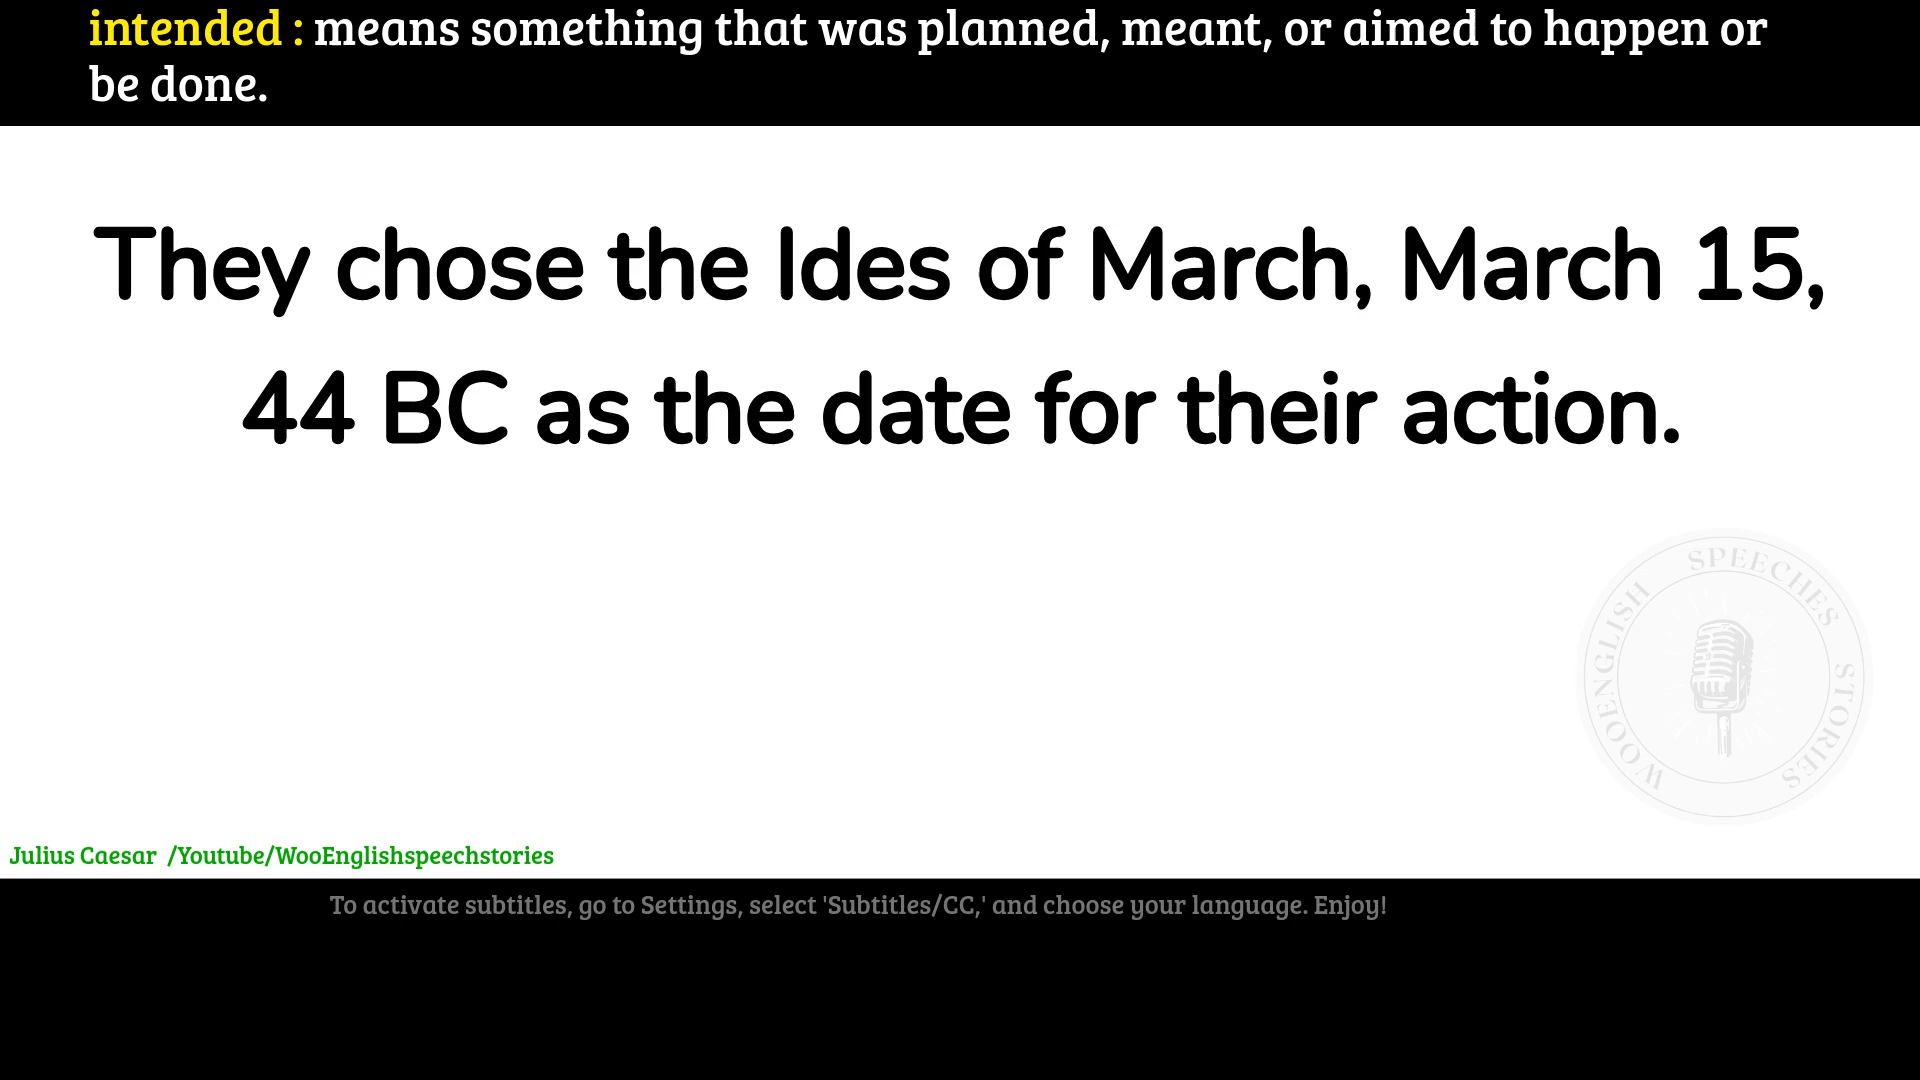 intended : means something that was planned, meant, or aimed to happen or
be done.
They chose the Ides of March, March 15,
44 BC as the date for their action.
WOOENGLISH SPEECHES STORIES
Julius Caesar /Youtube/WooEnglishspeechstories
To activate subtitles, go to Settings, select 'Subtitles/CC,' and choose your language. Enjoy!